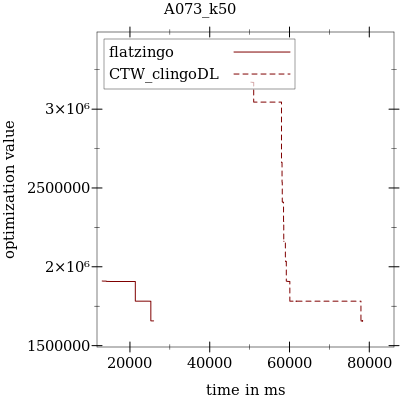 A073_k50
flatzingo
CTW_clingoDL
optimization value
3×10⁶
2500000
2×10⁶
1500000
20000 40000 60000 80000
time in ms